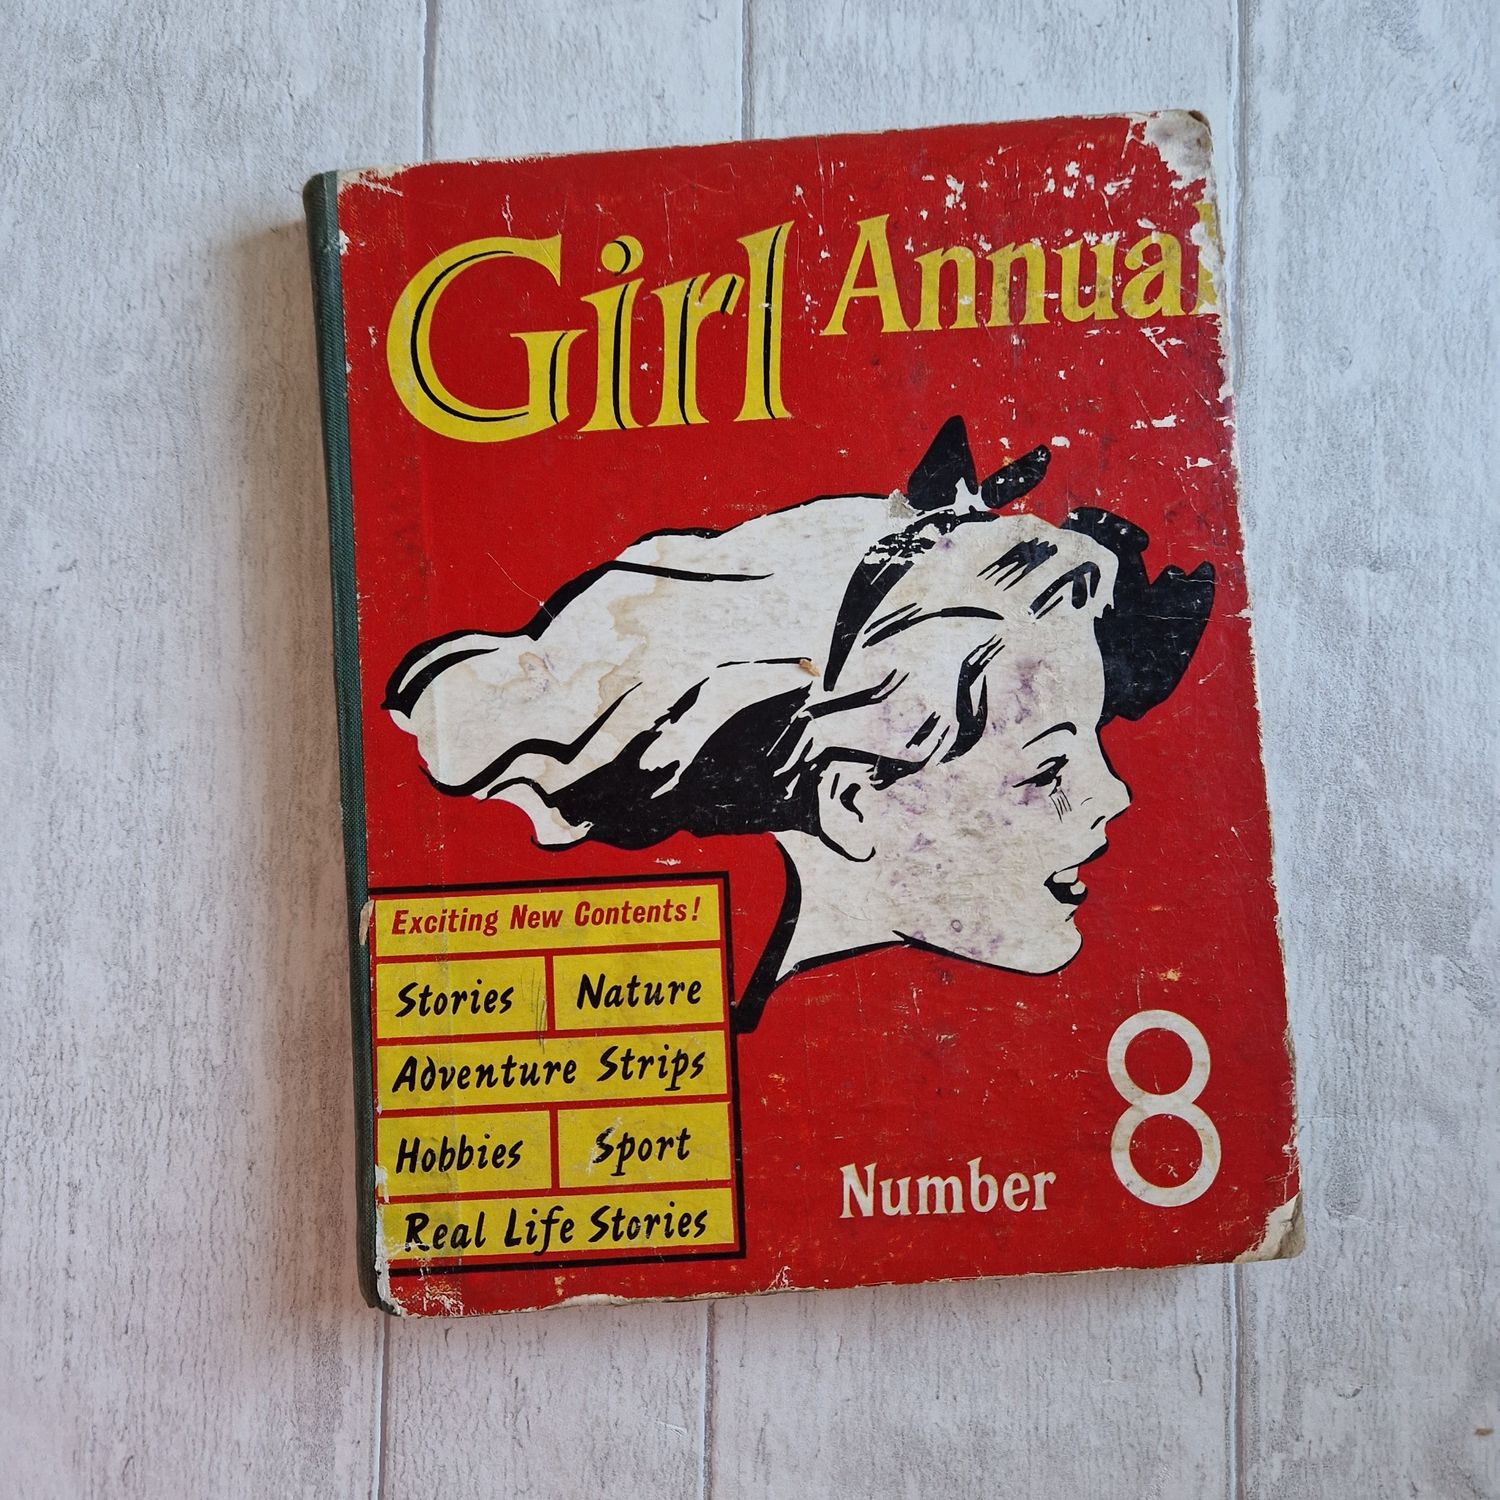 Girl Annual
Exciting New Contents!
Stories Nature
Adventure Strips
Hobbies Sport
Real Life Stories
Number 8